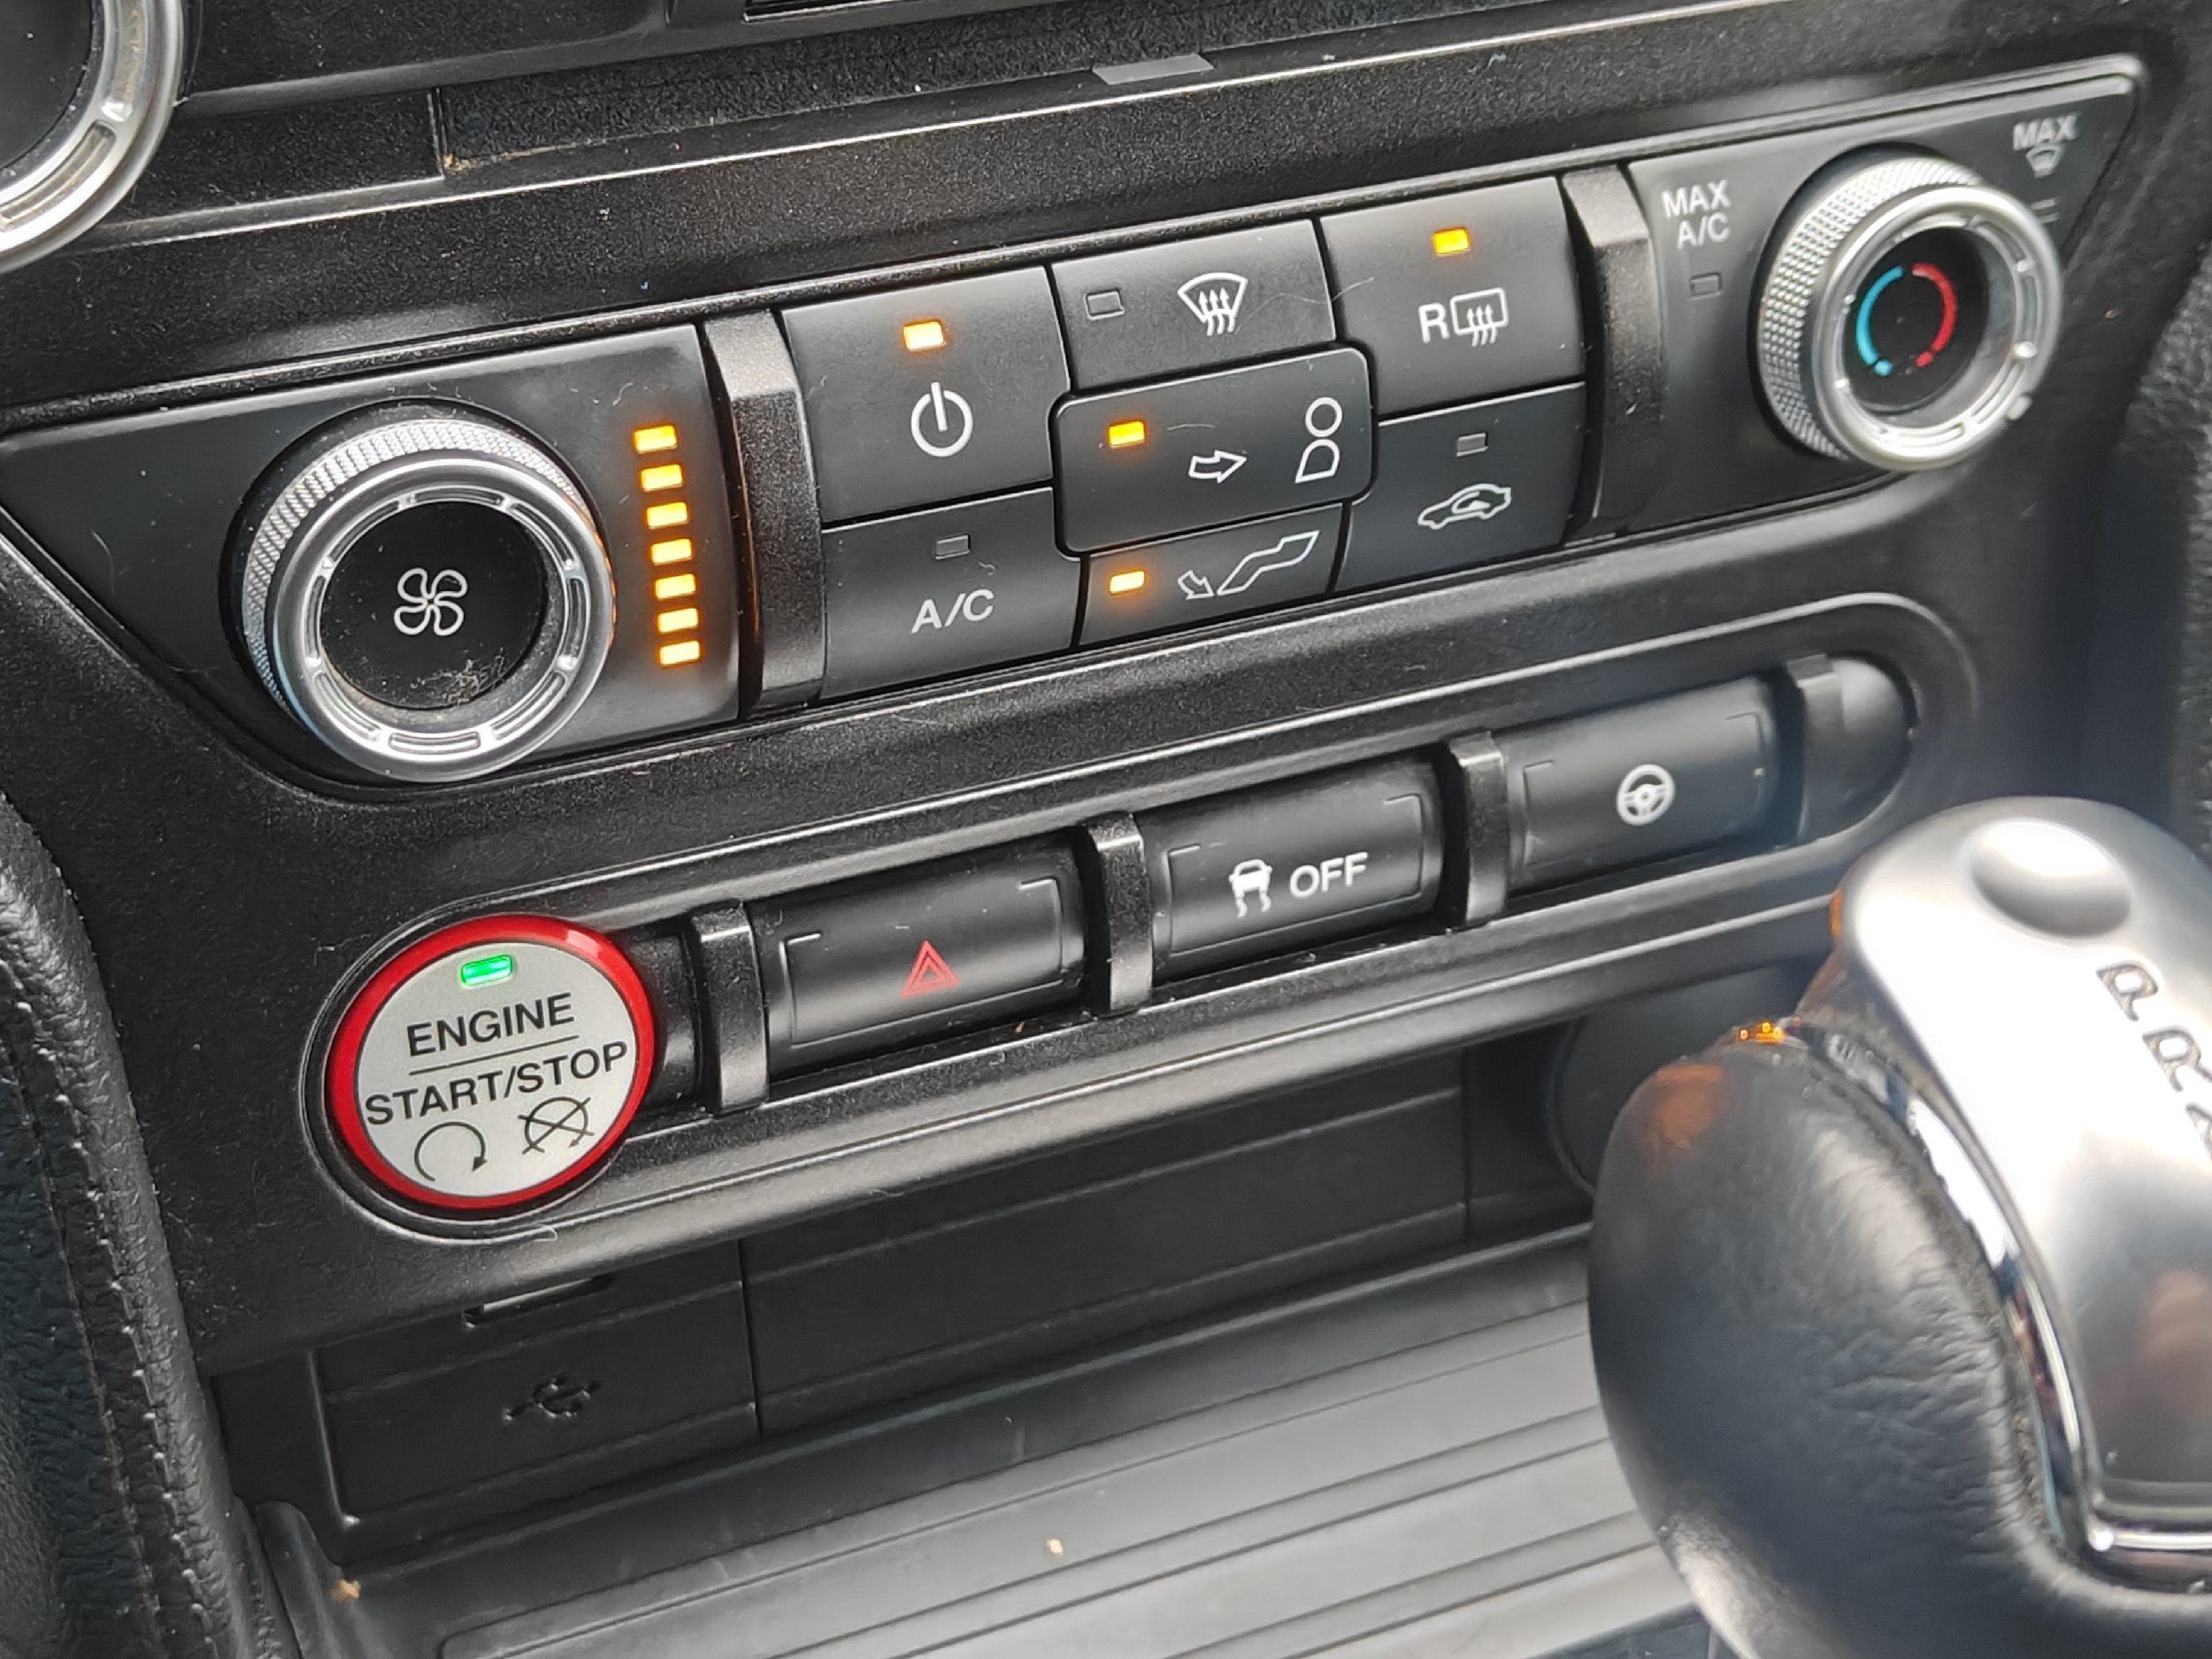 MAX
MAX
A/C
R
A/C
OFF
ENGINE
START/STOP
P
R
N